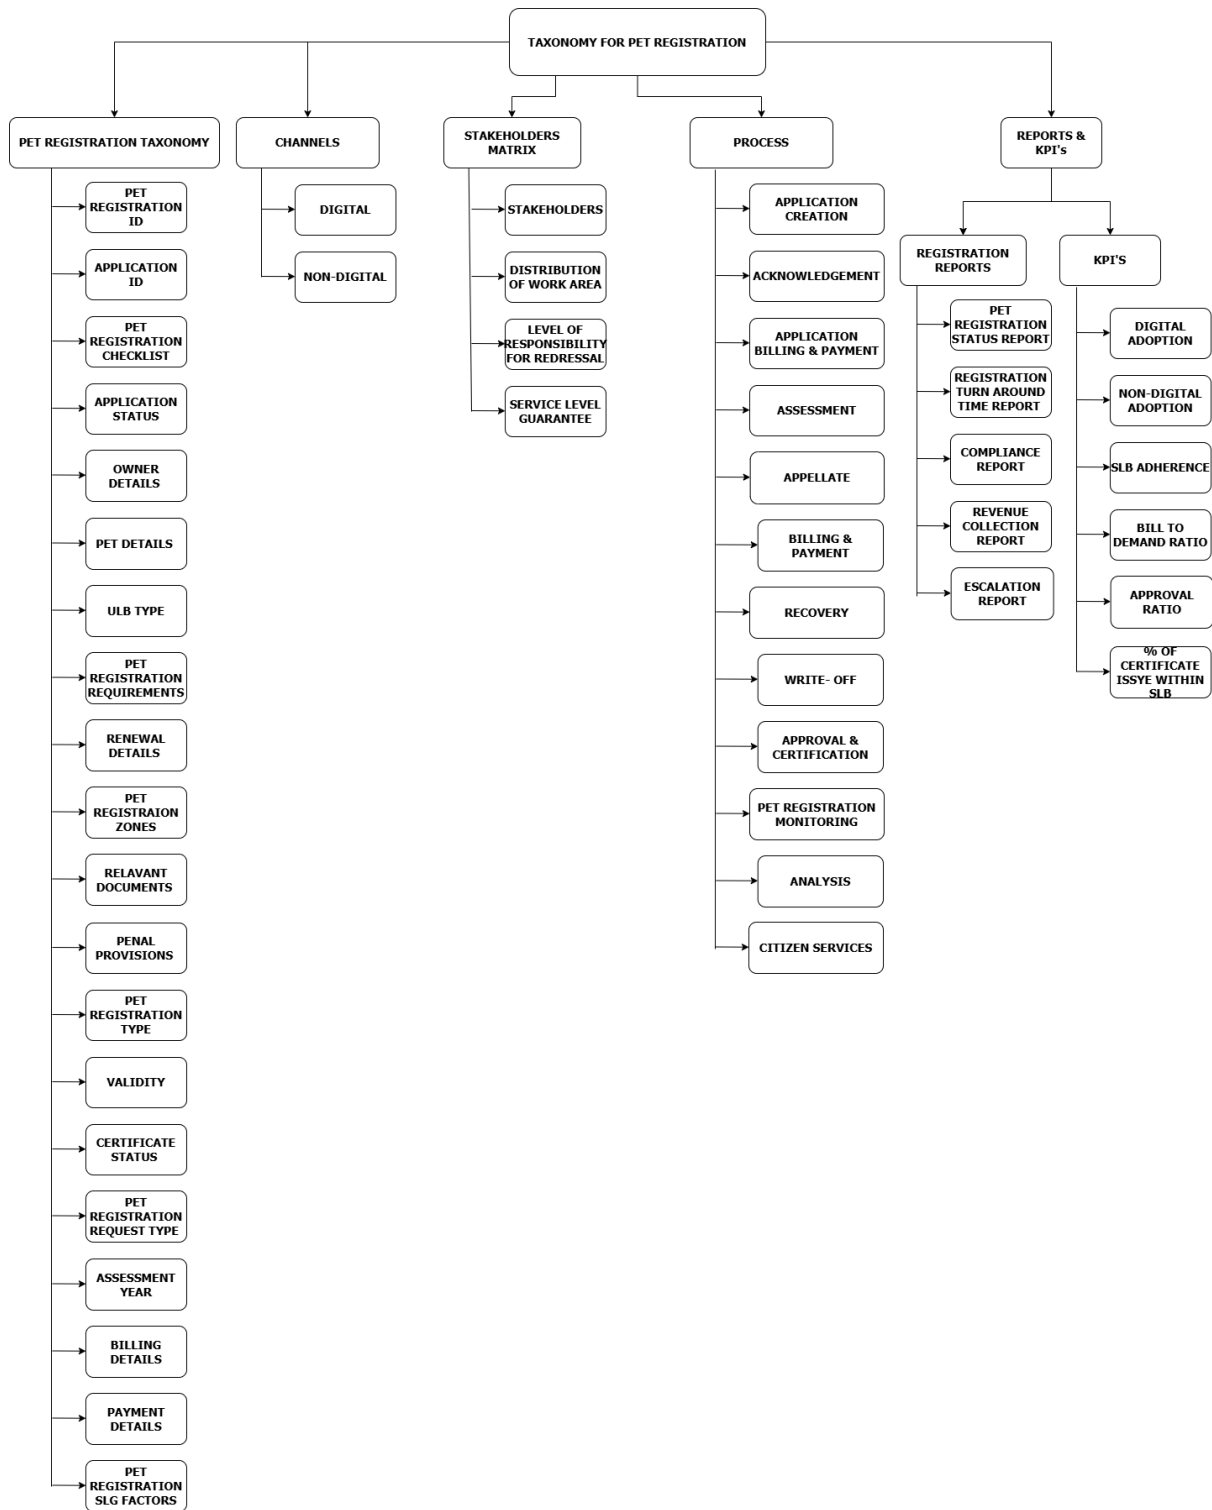 TAXONOMY FOR PET REGISTRATION
PET REGISTRATION TAXONOMY
PET
REGISTRATION
ID
APPLICATION
ID
PET
REGISTRATION
CHECKLIST
APPLICATION
STATUS
OWNER
DETAILS
PET DETAILS
ULB TYPE
PET
REGISTRATION
REQUIREMENTS
RENEWAL
DETAILS
PET
REGISTRAION
ZONES
RELAVANT
DOCUMENTS
PENAL
PROVISIONS
PET
REGISTRATION
TYPE
VALIDITY
CERTIFICATE
STATUS
PET
REGISTRATION
REQUEST TYPE
ASSESSMENT
YEAR
BILLING
DETAILS
PAYMENT
DETAILS
PET
REGISTRATION
SLG FACTORS
CHANNELS
DIGITAL
NON-DIGITAL
STAKEHOLDERS
MATRIX
STAKEHOLDERS
DISTRIBUTION
OF WORK AREA
LEVEL OF
RESPONSIBILITY
FOR REDRESSAL
SERVICE LEVEL
GUARANTEE
PROCESS
APPLICATION
CREATION
ACKNOWLEDGEMENT
APPLICATION
BILLING & PAYMENT
ASSESSMENT
APPELLATE
BILLING &
PAYMENT
RECOVERY
WRITE- OFF
APPROVAL &
CERTIFICATION
PET REGISTRATION
MONITORING
ANALYSIS
CITIZEN SERVICES
REPORTS &
KPI's
REGISTRATION
REPORTS
PET
REGISTRATION
STATUS REPORT
REGISTRATION
TURN AROUND
TIME REPORT
COMPLIANCE
REPORT
REVENUE
COLLECTION
REPORT
ESCALATION
REPORT
KPI'S
DIGITAL
ADOPTION
NON-DIGITAL
ADOPTION
SLB ADHERENCE
BILL TO
DEMAND RATIO
APPROVAL
RATIO
% OF
CERTIFICATE
ISSYE WITHIN
SLB